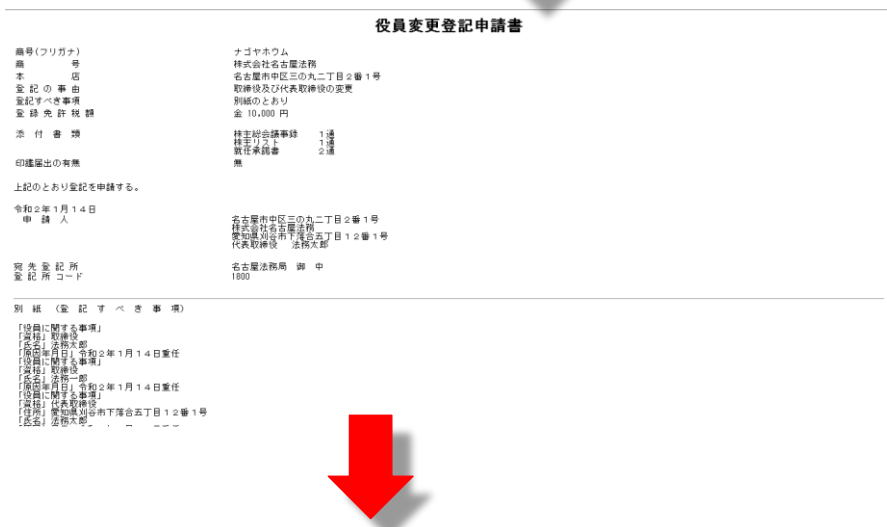 役員変更登記申請書
商号(フリガナ) ナゴヤホウム
商 号 株式会社名古屋法務
本 店 名古屋市中区三の丸二丁目2番1号
登 記 の 事 由 取締役及び代表取締役の変更
登記すべき事項 別紙のとおり
登 録 免 許 税 額 金 10,000 円
添 付 書 類 株主総会議事録 1通
株主リスト 1通
就任承諾書 2通
印鑑届出の有無 無
上記のとおり登記を申請する。
令和2年1月14日
申 請 人 名古屋市中区三の丸二丁目2番1号
株式会社名古屋法務
愛知県刈谷市下落合五丁目12番1号
代表取締役 法務太郎
宛 先 登 記 所 名古屋法務局 御 中
登 記 所 コード 1800
別 紙 (登 記 す べ き 事 項)
「役員に関する事項」
「資格」取締役
「氏名」法務太郎
「原因年月日」令和2年1月14日重任
「役員に関する事項」
「資格」取締役
「氏名」法務一郎
「原因年月日」令和2年1月14日重任
「役員に関する事項」
「資格」代表取締役
「住所」愛知県刈谷市下落合五丁目12番1号
「氏名」法務太郎